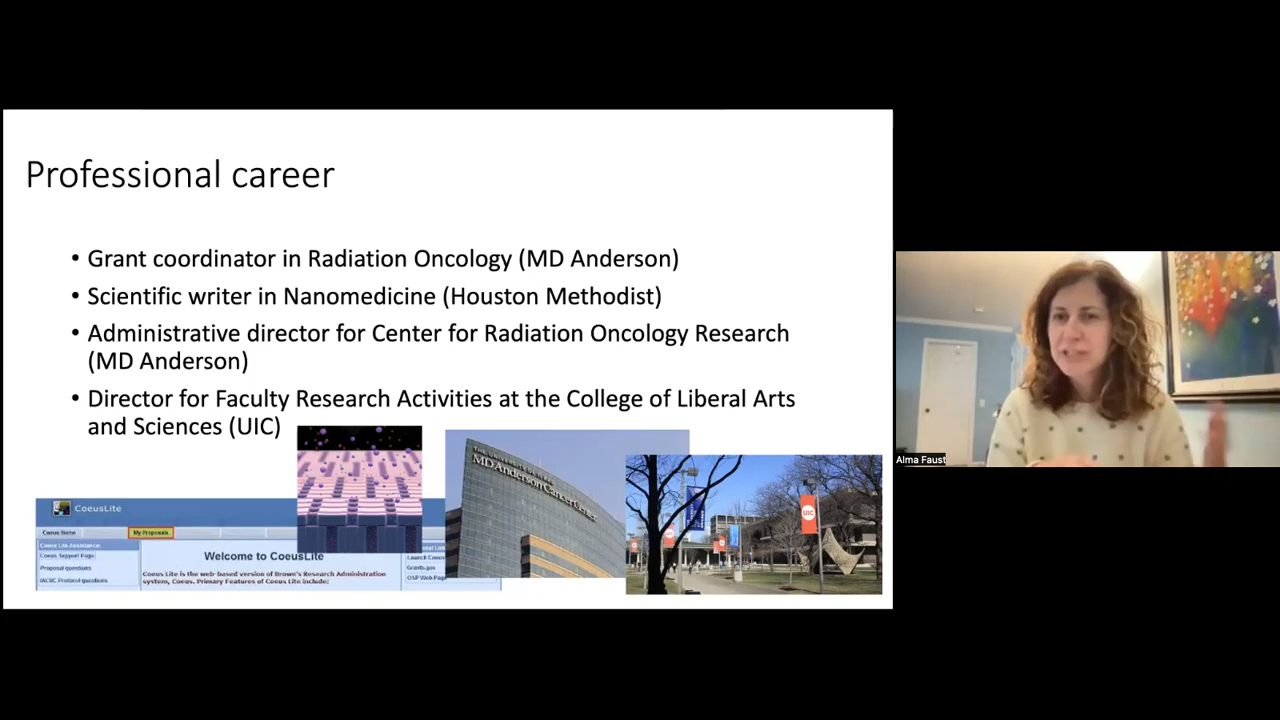 Professional career
• Grant coordinator in Radiation Oncology (MD Anderson)
• Scientific writer in Nanomedicine (Houston Methodist)
• Administrative director for Center for Radiation Oncology Research
(MD Anderson)
• Director for Faculty Research Activities at the College of Liberal Arts
and Sciences (UIC)
CoeusLite
Coeus Home
My Proposals
Coeus Lite Assistance:
Coeus Support Page
Proposal questions
IACUC Protocol questions
Welcome to CoeusLite
Coeus Lite is the web-based version of Brown's Research Administration
system, Coeus. Primary Features of Coeus Lite include:
Launch Coeus
Grants.gov
OSP Web Page
THE UNIVERSITY OF TEXAS
MD Anderson Cancer Center
UIC
Alma Faust